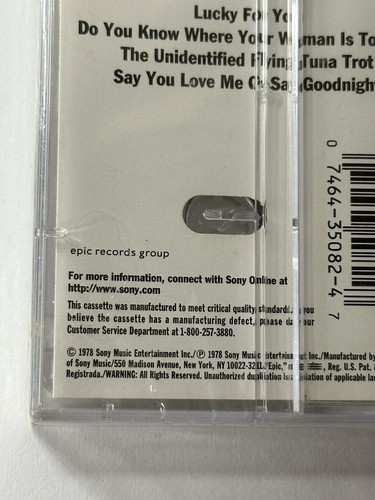 Lucky For Yo
Do You Know Where Your Woman Is To
The Unidentified Flying Tuna Trot
Say You Love Me Or Say Goodnight
0 7464-35082-4 7
epic records group
For more information, connect with Sony Online at
http://www.sony.com
This cassette was manufactured to meet critical quality standards. you
believe the cassette has a manufacturing defect, please our
Customer Service Department at 1-800-257-3880.
© 1978 Sony Music Entertainment Inc./Ⓟ 1978 Sony Music Entertainment Inc./Manufactured by
of Sony Music/550 Madison Avenue, New York, NY 10022-3211/"Epic," Reg. U.S. Pat. &
Registrada./WARNING: All Rights Reserved. Unauthorized duplication is a violation of applicable la